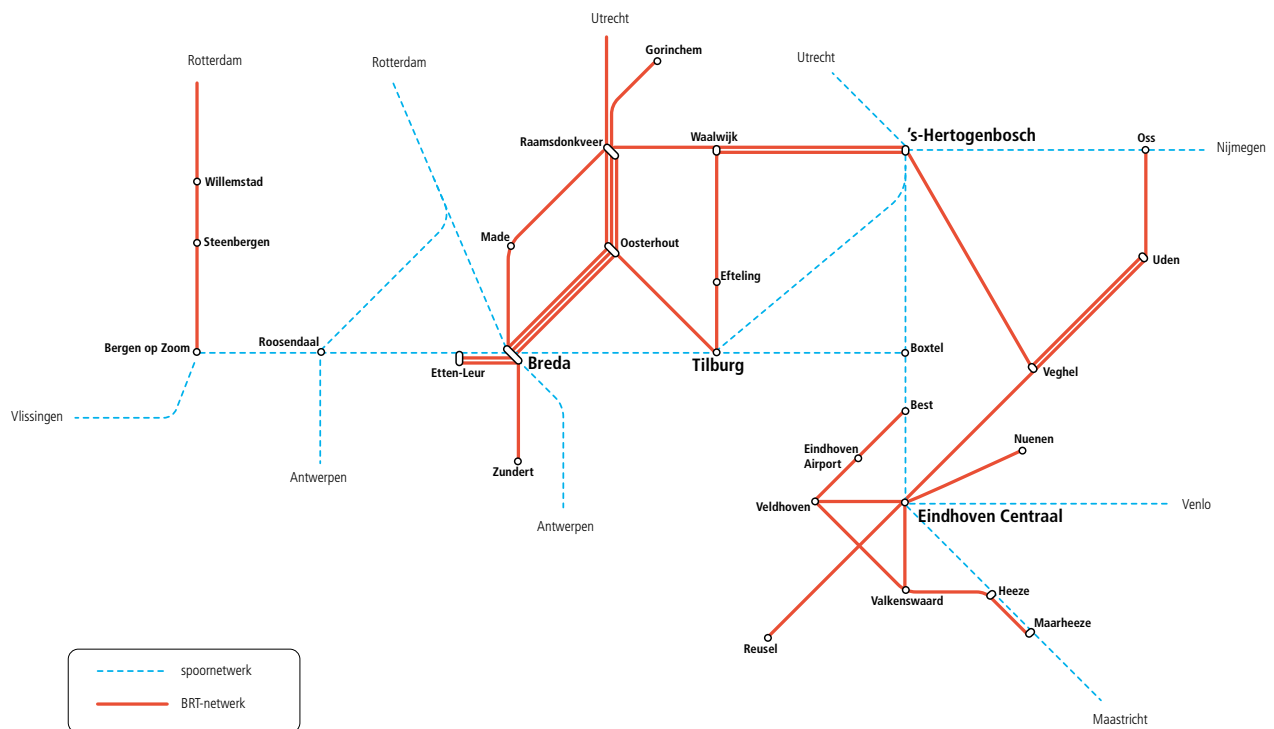 Utrecht
Gorinchem
Rotterdam
Rotterdam
Utrecht
Raamsdonkveer
Waalwijk
's-Hertogenbosch
Oss
Nijmegen
Willemstad
Steenbergen
Made
Oosterhout
Uden
Efteling
Bergen op Zoom
Roosendaal
Etten-Leur
Breda
Tilburg
Boxtel
Veghel
Vlissingen
Best
Nuenen
Eindhoven
Airport
Zundert
Antwerpen
Veldhoven
Venlo
Eindhoven Centraal
Antwerpen
Valkenswaard
Heeze
Maarheeze
Reusel
spoornetwerk
BRT-netwerk
Maastricht